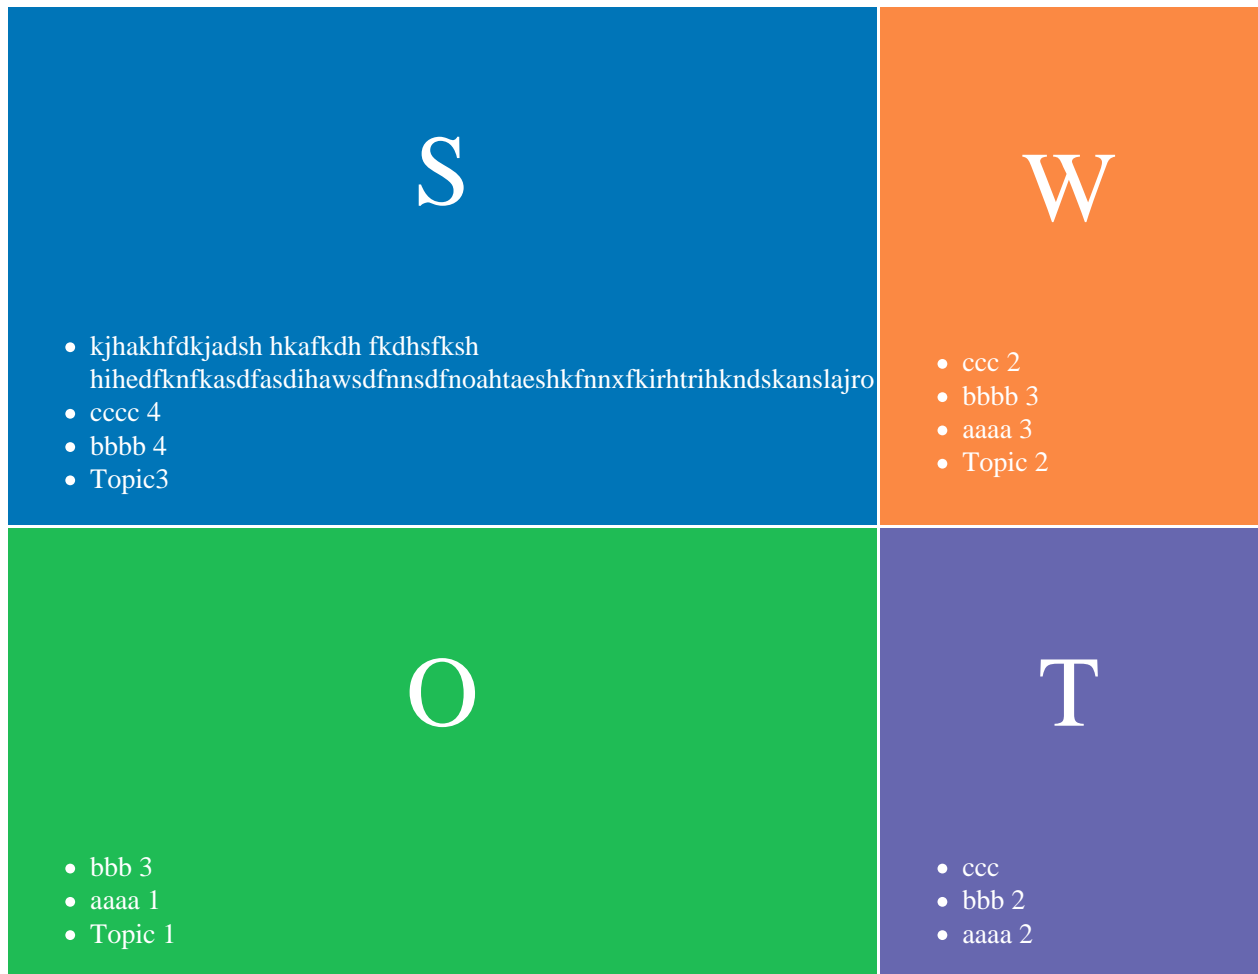 S
• kjhakhfdkjadsh hkafkdh fkdhsfksh
hihedfknfkasdfasdihawsdfnnsdfnoahtaeshkfnnxfkirhtrihkndskanslajro
• cccc 4
• bbbb 4
• Topic3
W
• ccc 2
• bbbb 3
• aaaa 3
• Topic 2
O
• bbb 3
• aaaa 1
• Topic 1
T
• ccc
• bbb 2
• aaaa 2